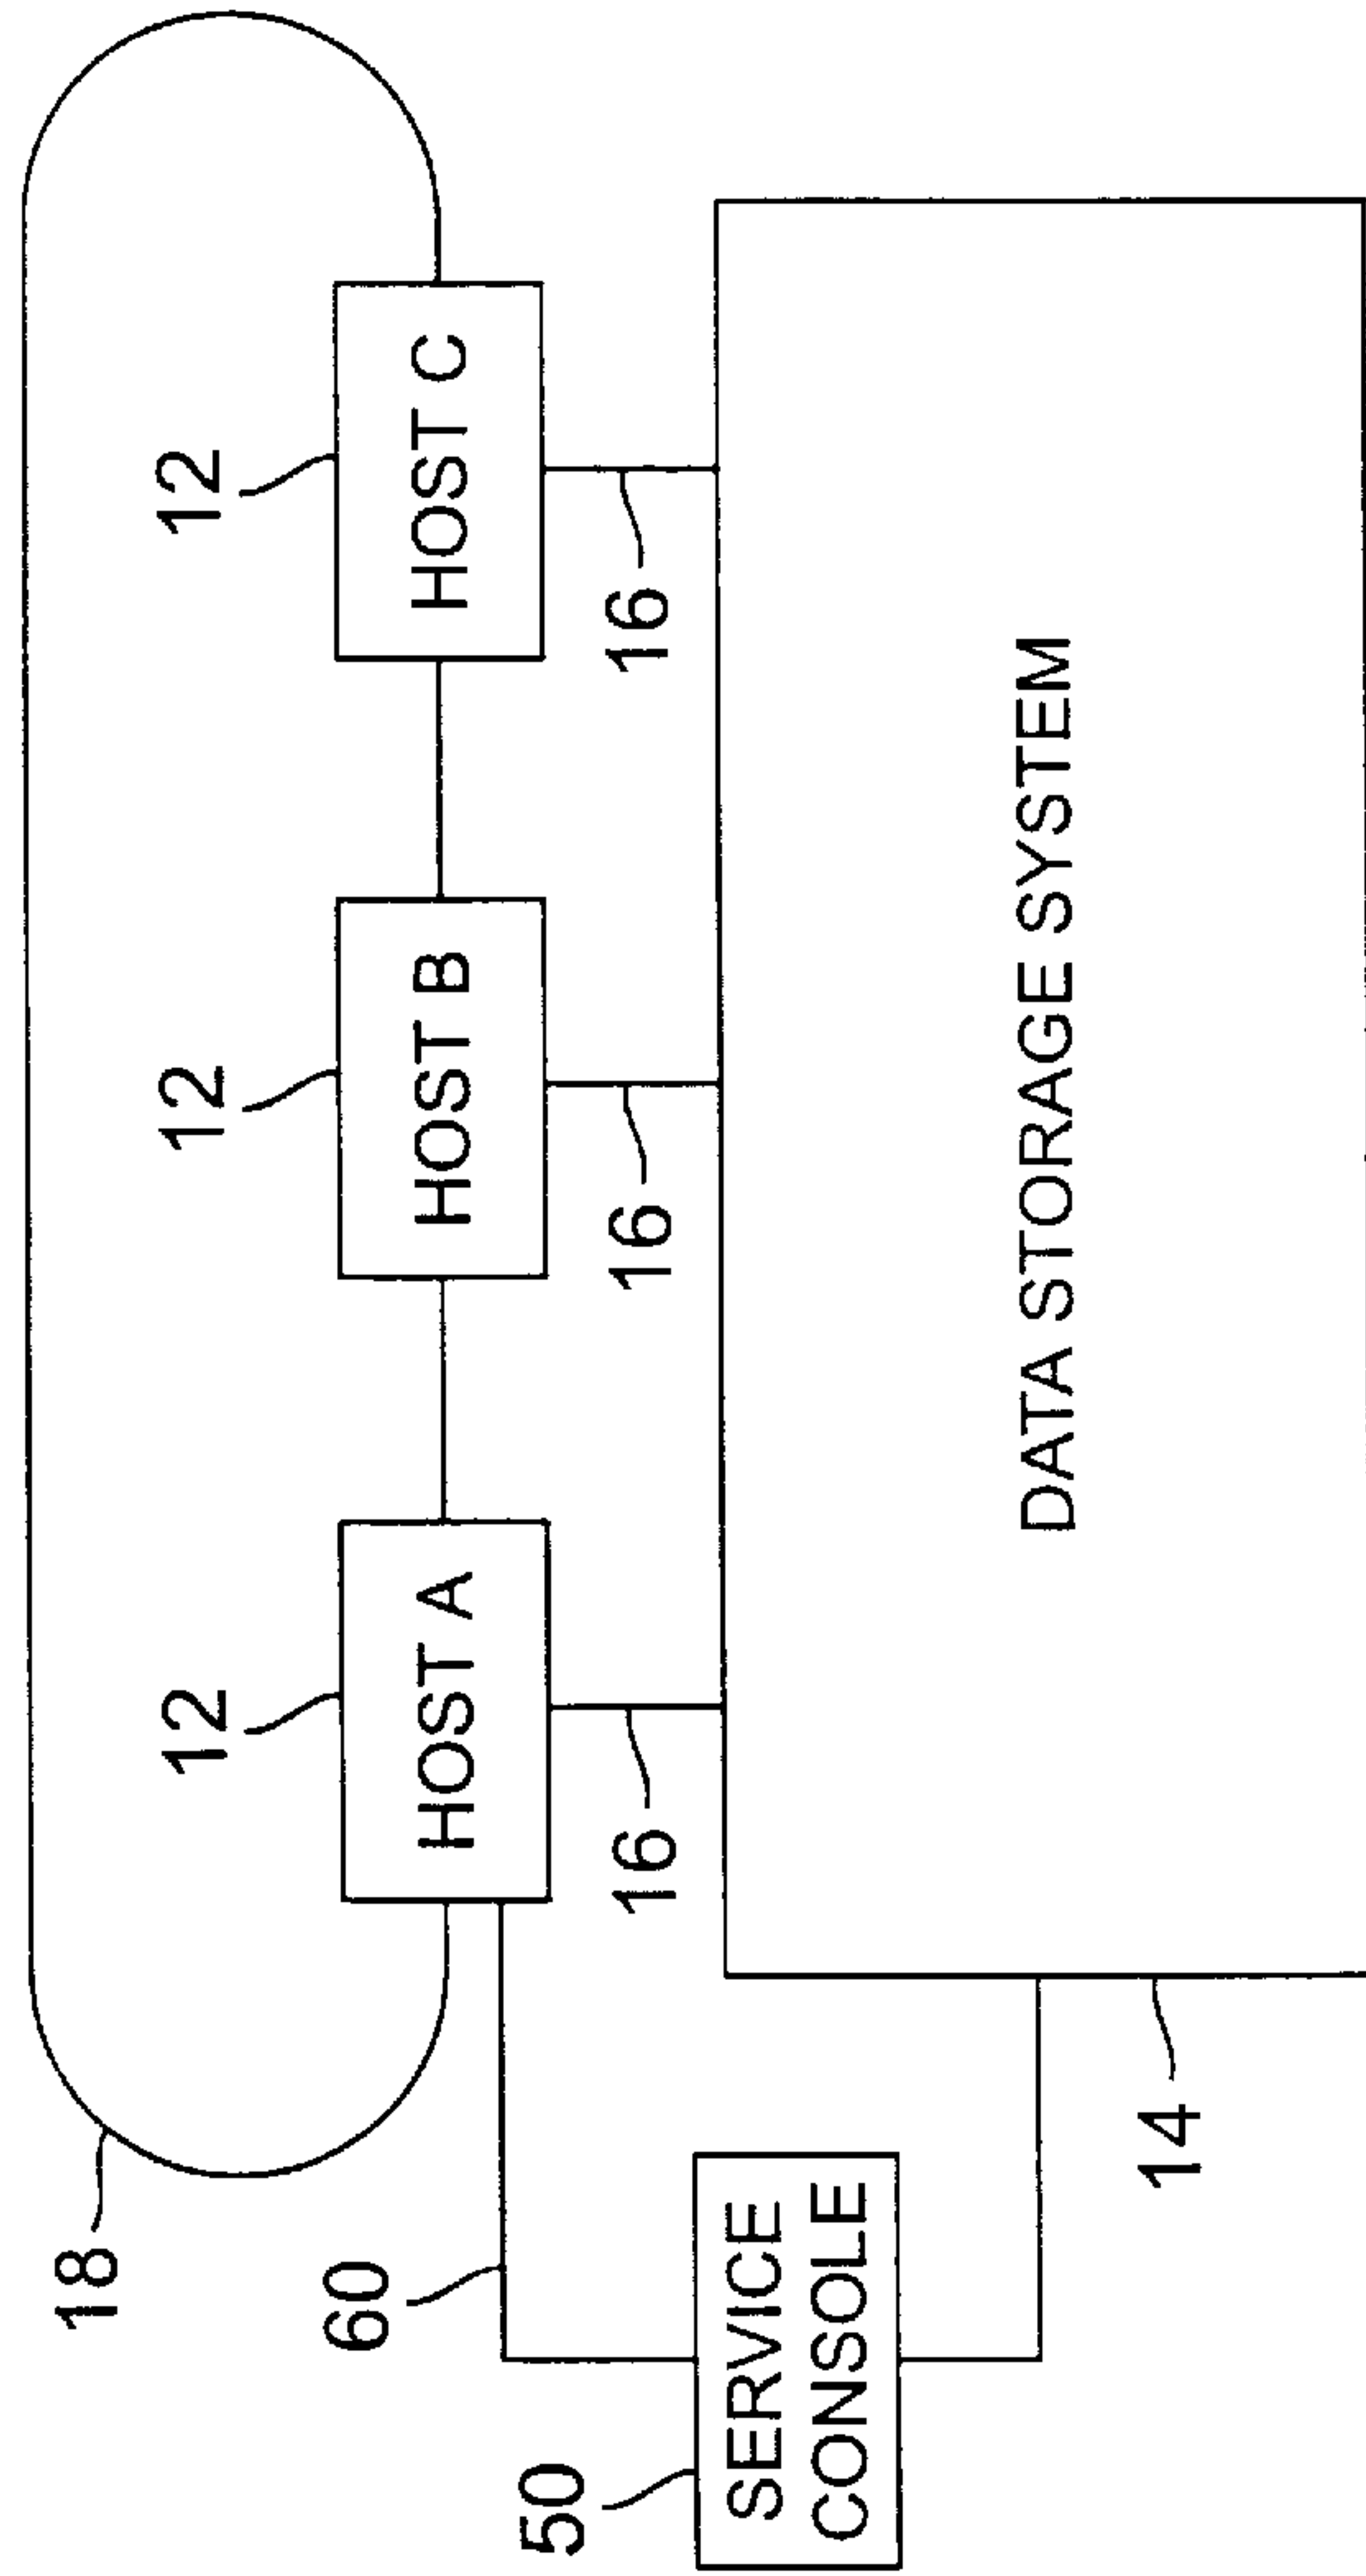 18
12
12
12
60
HOST A
HOST B
HOST C
16
16
16
50
SERVICE
CONSOLE
DATA STORAGE SYSTEM
14